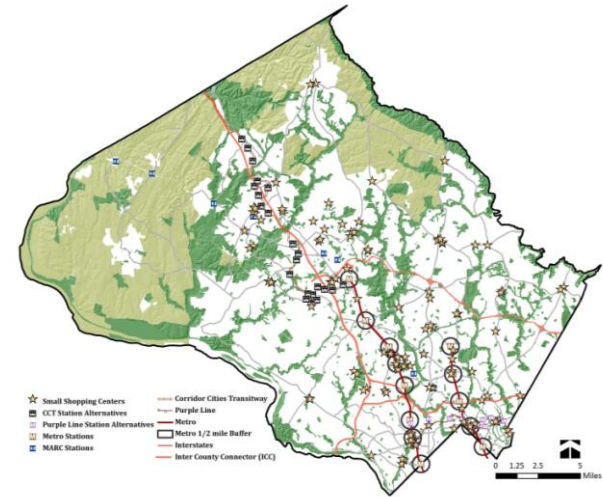 Small Shopping Centers
CCT Station Alternatives
Purple Line Station Alternatives
Metro Stations
MARC Stations
Corridor Cities Transitway
Purple Line
Metro
Metro 1/2 mile Buffer
Interstates
Inter County Connector (ICC)
0 1.25 2.5 5
Miles